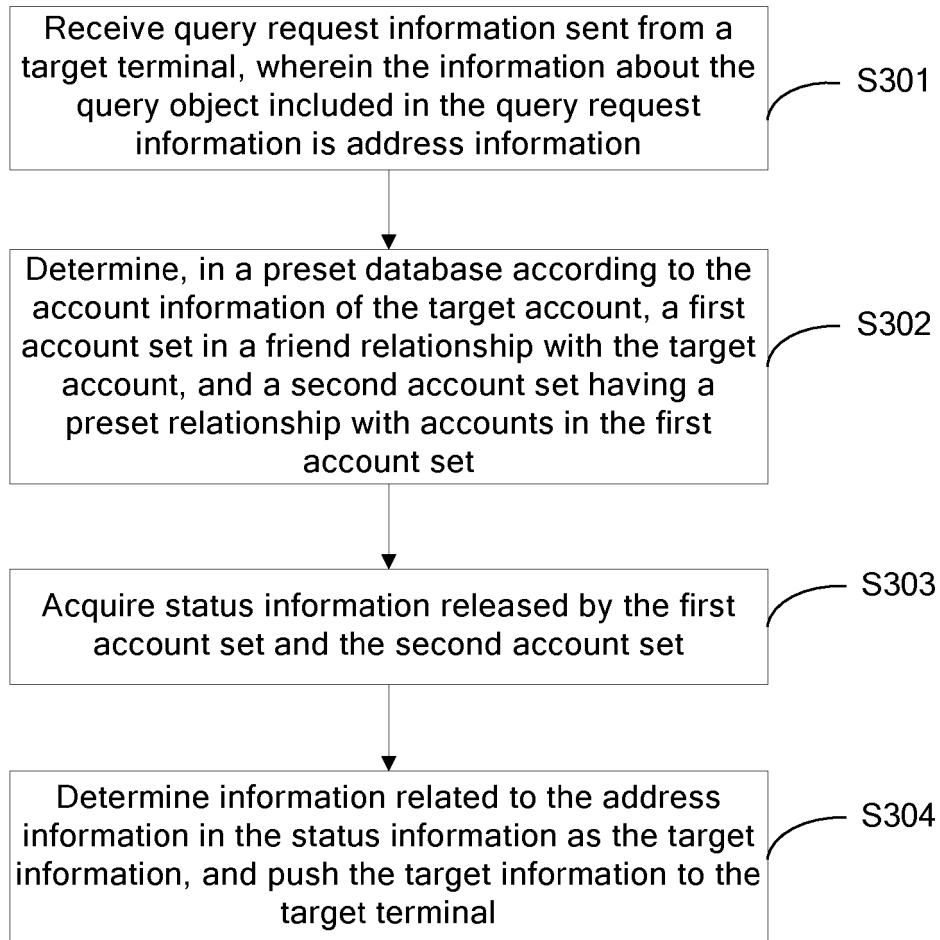 Receive query request information sent from a
target terminal, wherein the information about the
query object included in the query request
information is address information
S301
Determine, in a preset database according to the
account information of the target account, a first
account set in a friend relationship with the target
account, and a second account set having a
preset relationship with accounts in the first
account set
S302
Acquire status information released by the first
account set and the second account set
S303
Determine information related to the address
information in the status information as the target
information, and push the target information to the
target terminal
S304